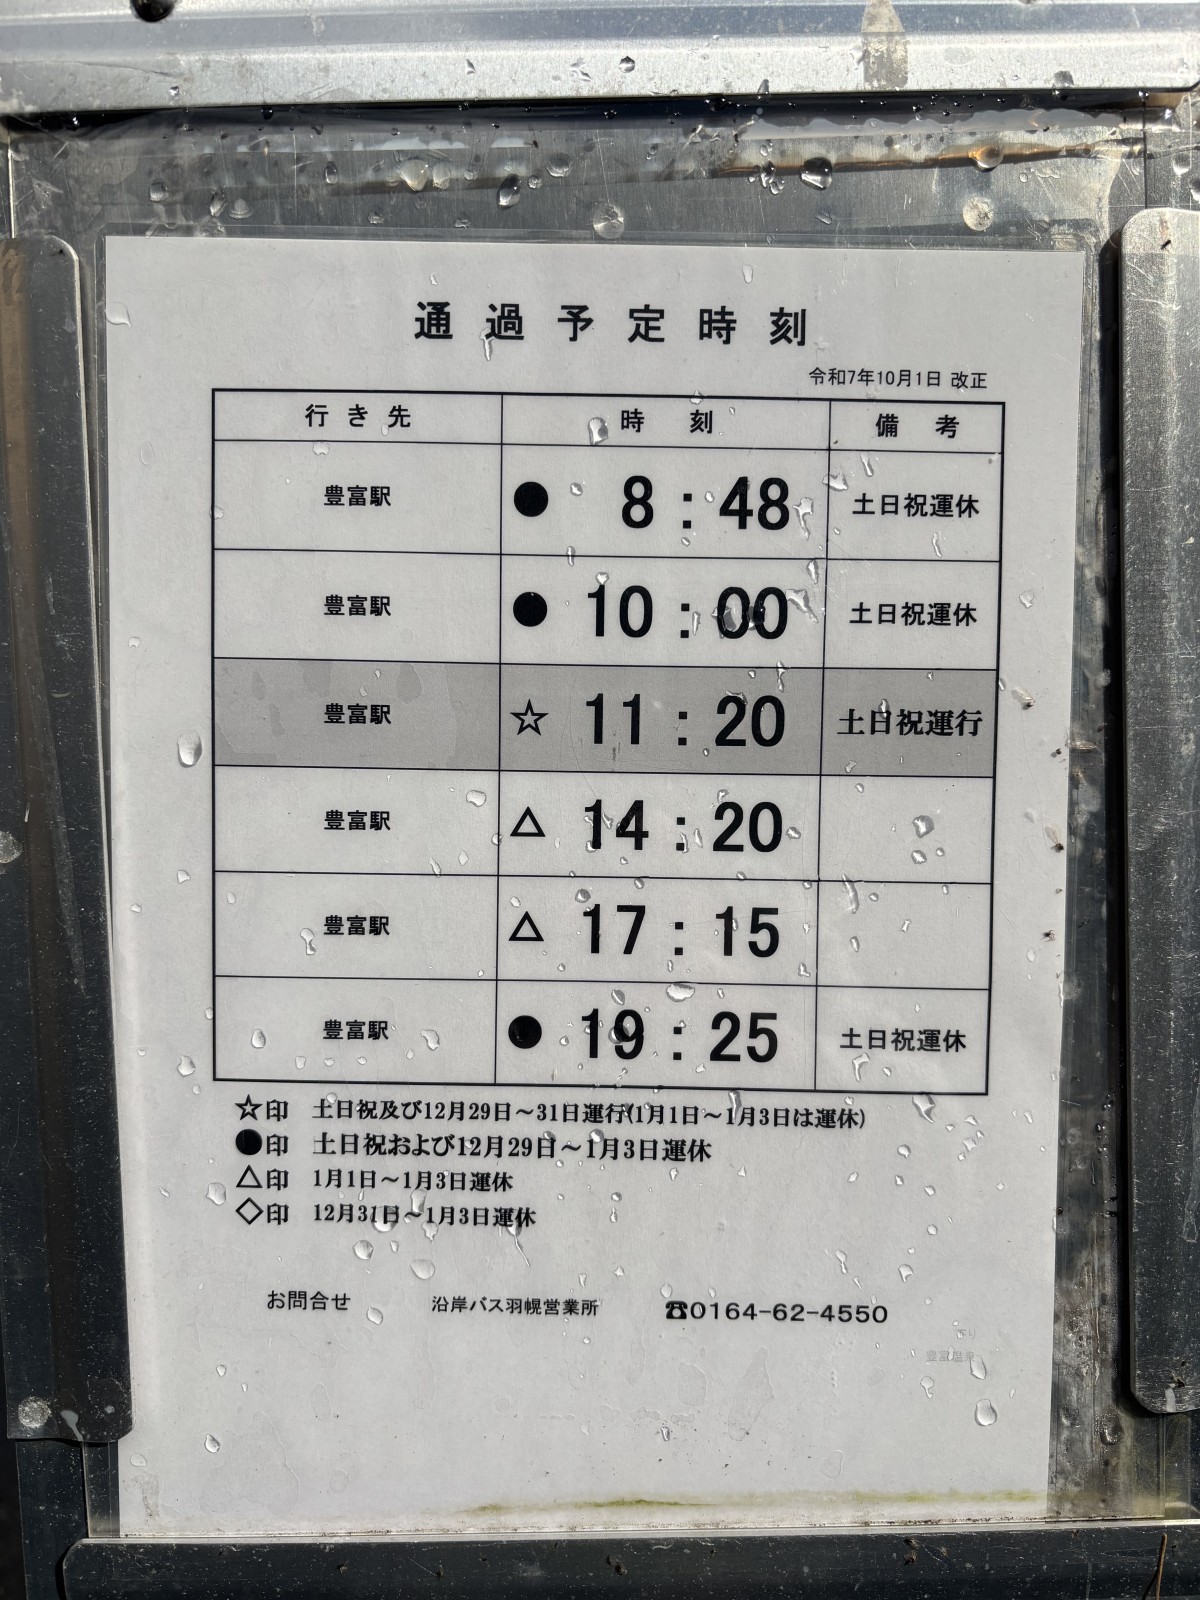 通過予定時刻
令和7年10月1日 改正
行き先 時刻 備考
豊富駅 ● 8:48 土日祝運休
豊富駅 ● 10:00 土日祝運休
豊富駅 ☆ 11:20 土日祝運行
豊富駅 △ 14:20
豊富駅 △ 17:15
豊富駅 ● 19:25 土日祝運休
☆印 土日祝及び12月29日～31日運行(1月1日～1月3日は運休)
●印 土日祝および12月29日～1月3日運休
△印 1月1日～1月3日運休
◇印 12月31日～1月3日運休
お問合せ 沿岸バス羽幌営業所 ☎0164-62-4550
下り
豊富温泉